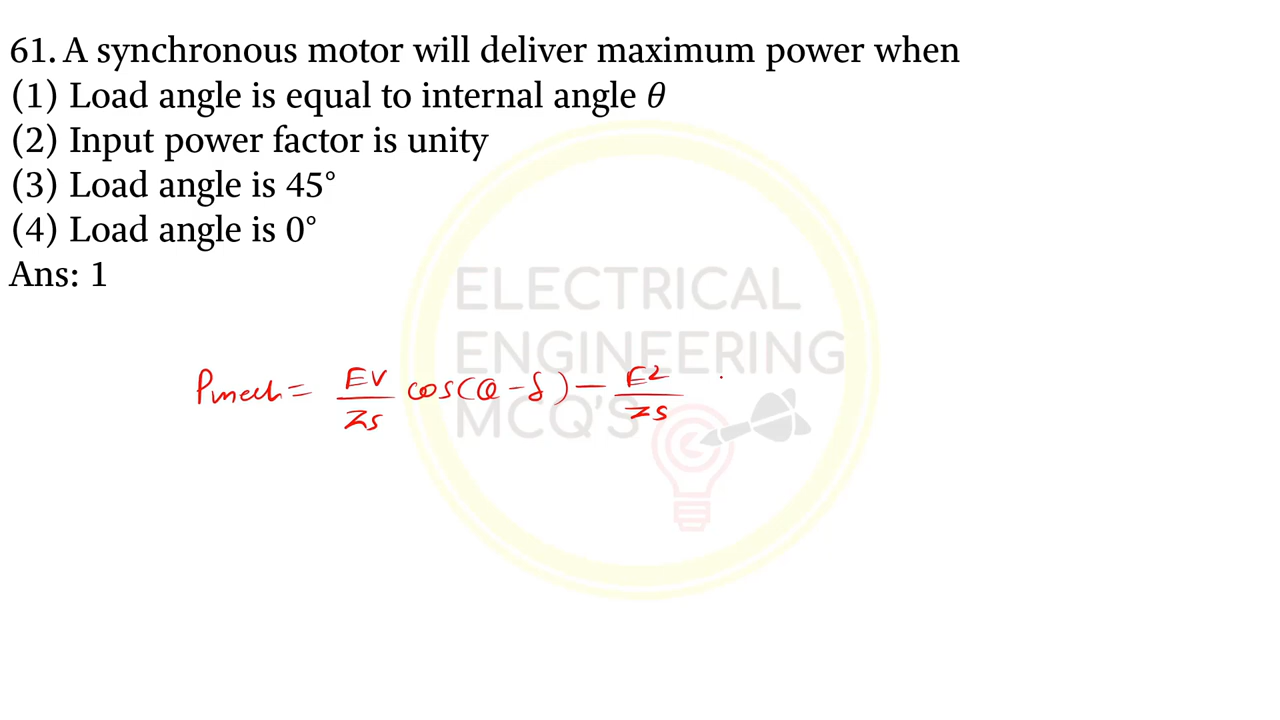 61. A synchronous motor will deliver maximum power when
(1) Load angle is equal to internal angle θ
(2) Input power factor is unity
(3) Load angle is 45°
(4) Load angle is 0°
Ans: 1
ELECTRICAL
ENGINEERING
MCQ'S
Pmech = EV/Zs cos(θ-δ) - E²/Zs